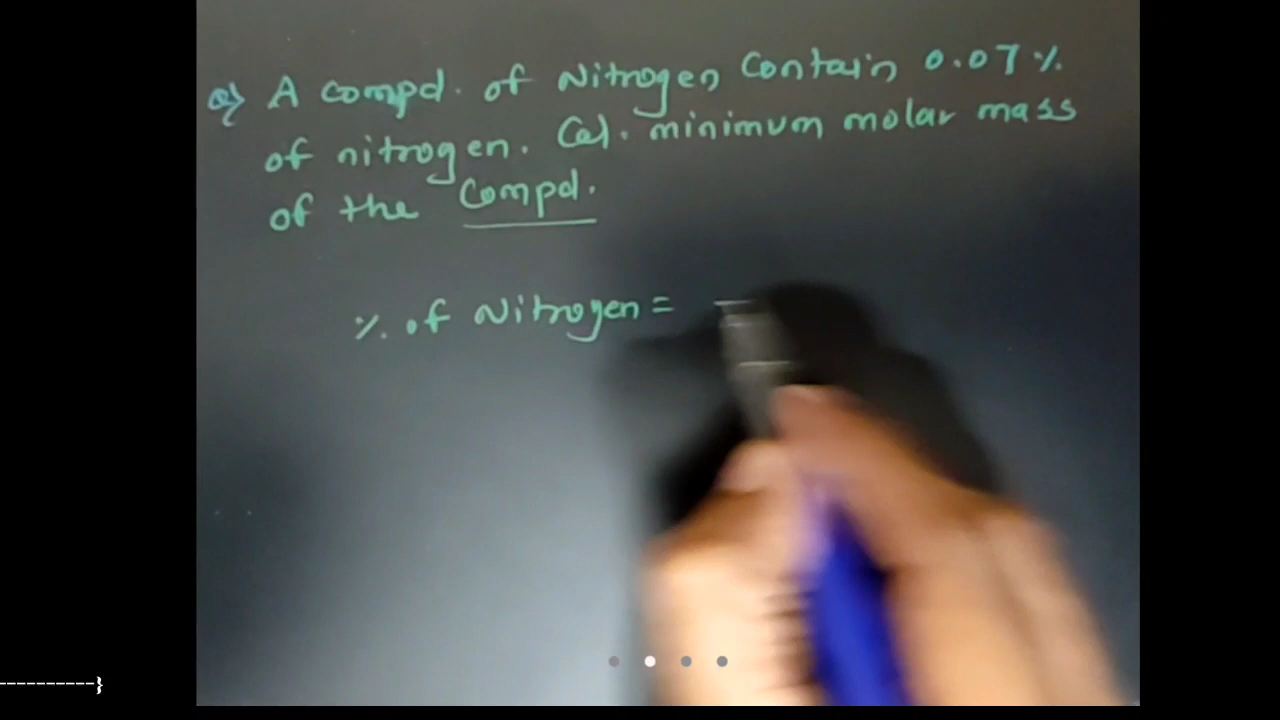 Q) A Compd. of Nitrogen Contain 0.07%
of nitrogen. Cal. minimum molar mass
of the Compd.
% of Nitrogen =
----------}